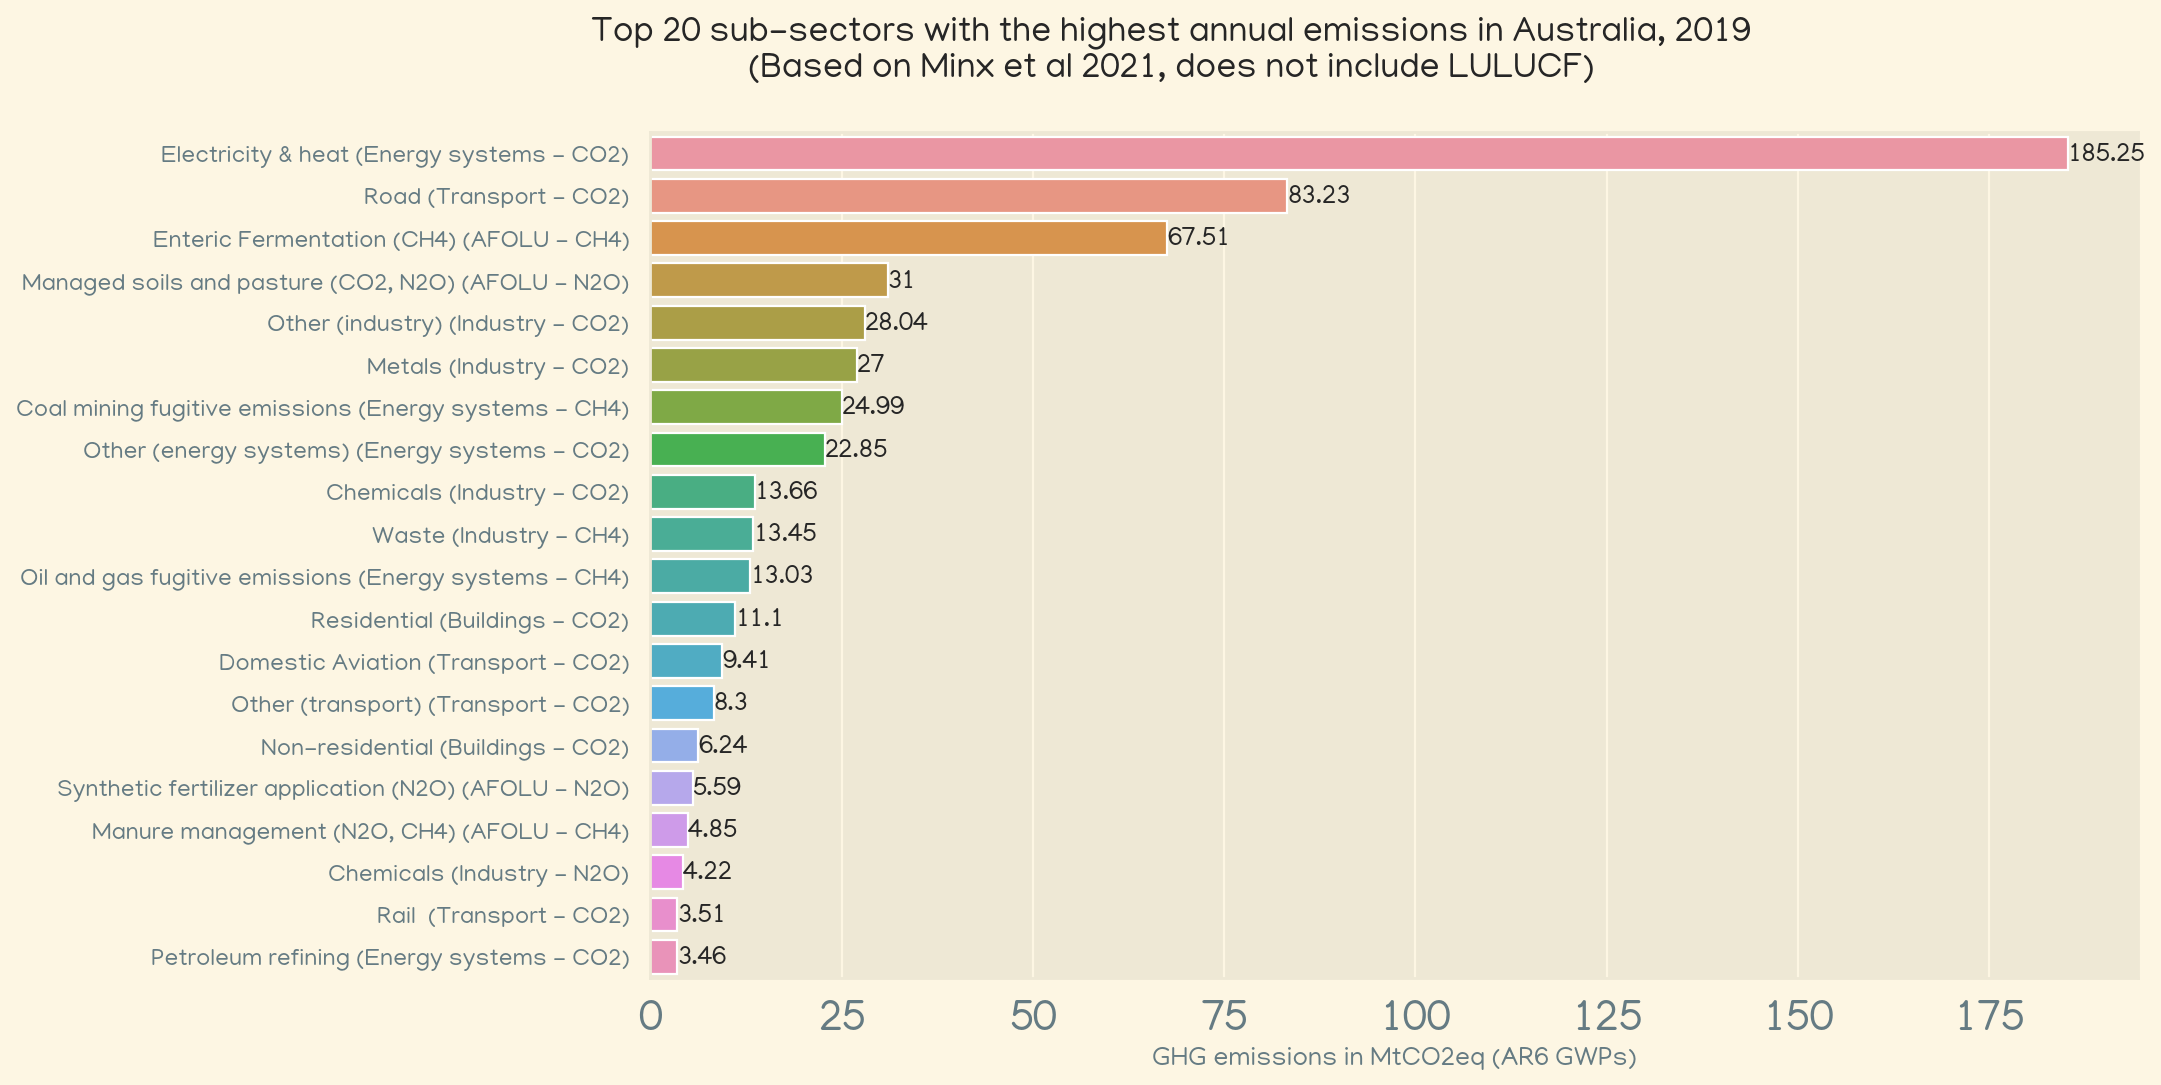 Top 20 sub-sectors with the highest annual emissions in Australia, 2019
(Based on Minx et al 2021, does not include LULUCF)
Electricity & heat (Energy systems - CO2) 185.25
Road (Transport - CO2) 83.23
Enteric Fermentation (CH4) (AFOLU - CH4) 67.51
Managed soils and pasture (CO2, N2O) (AFOLU - N2O) 31
Other (industry) (Industry - CO2) 28.04
Metals (Industry - CO2) 27
Coal mining fugitive emissions (Energy systems - CH4) 24.99
Other (energy systems) (Energy systems - CO2) 22.85
Chemicals (Industry - CO2) 13.66
Waste (Industry - CH4) 13.45
Oil and gas fugitive emissions (Energy systems - CH4) 13.03
Residential (Buildings - CO2) 11.1
Domestic Aviation (Transport - CO2) 9.41
Other (transport) (Transport - CO2) 8.3
Non-residential (Buildings - CO2) 6.24
Synthetic fertilizer application (N2O) (AFOLU - N2O) 5.59
Manure management (N2O, CH4) (AFOLU - CH4) 4.85
Chemicals (Industry - N2O) 4.22
Rail  (Transport - CO2) 3.51
Petroleum refining (Energy systems - CO2) 3.46
0 25 50 75 100 125 150 175
GHG emissions in MtCO2eq (AR6 GWPs)